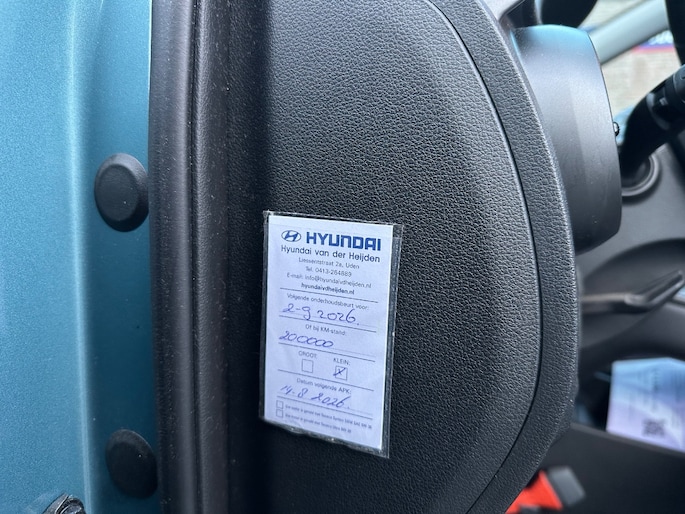 HYUNDAI
Hyundai van der Heijden
Liessentstraat 2a, Uden
Tel. 0413-264889
E-mail: info@hyundaivdheijden.nl
hyundaivdheijden.nl
Volgende onderhoudsbeurt voor:
2-9 2026.
Of bij KM-stand:
200000
GROOT: KLEIN:
X
Datum volgende APK:
14-8 2026.